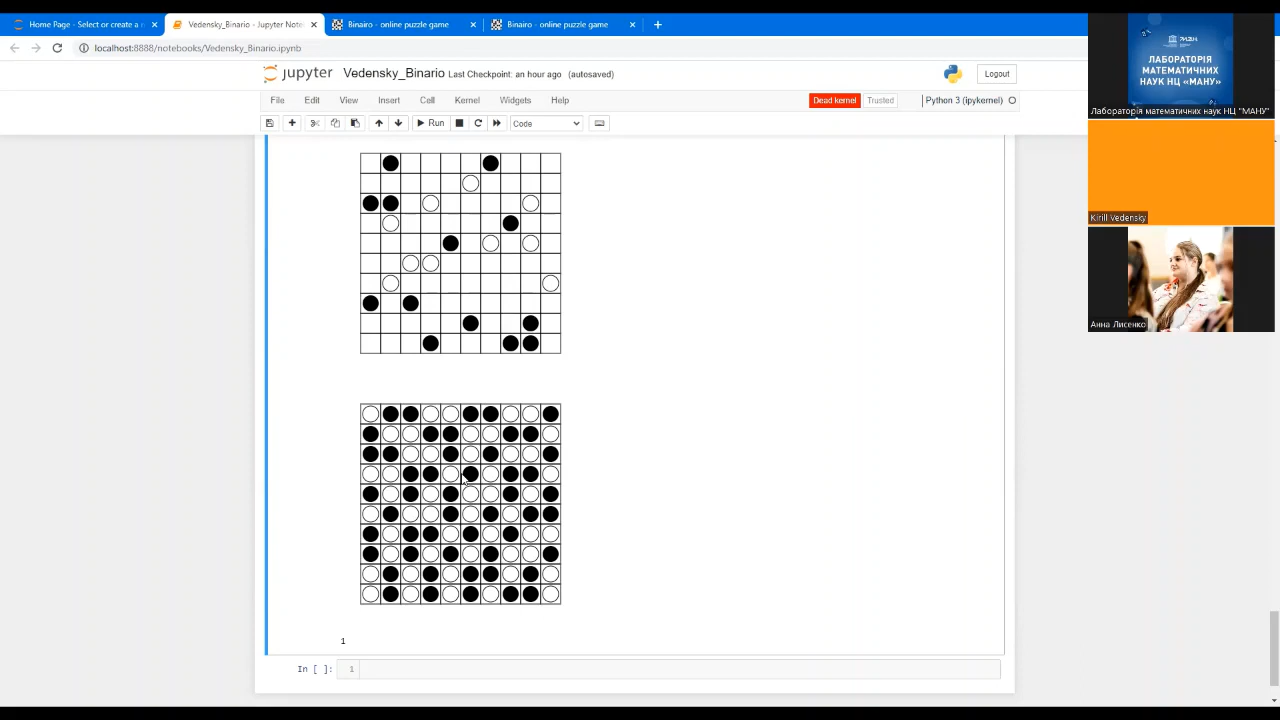 Home Page - Select or create a n
Vedensky_Binario - Jupyter Note
Binairo - online puzzle game
Binairo - online puzzle game
localhost:8888/notebooks/Vedensky_Binario.ipynb
jupyter Vedensky_Binario Last Checkpoint: an hour ago (autosaved)
Logout
File Edit View Insert Cell Kernel Widgets Help
Dead kernel Trusted Python 3 (ipykernel)
Run Code
1
In [ ]: 1
ЛАБОРАТОРІЯ
МАТЕМАТИЧНИХ
НАУК НЦ «МАНУ»
Лабораторія математичних наук НЦ "МАНУ"
Kirill Vedensky
Анна Лисенко